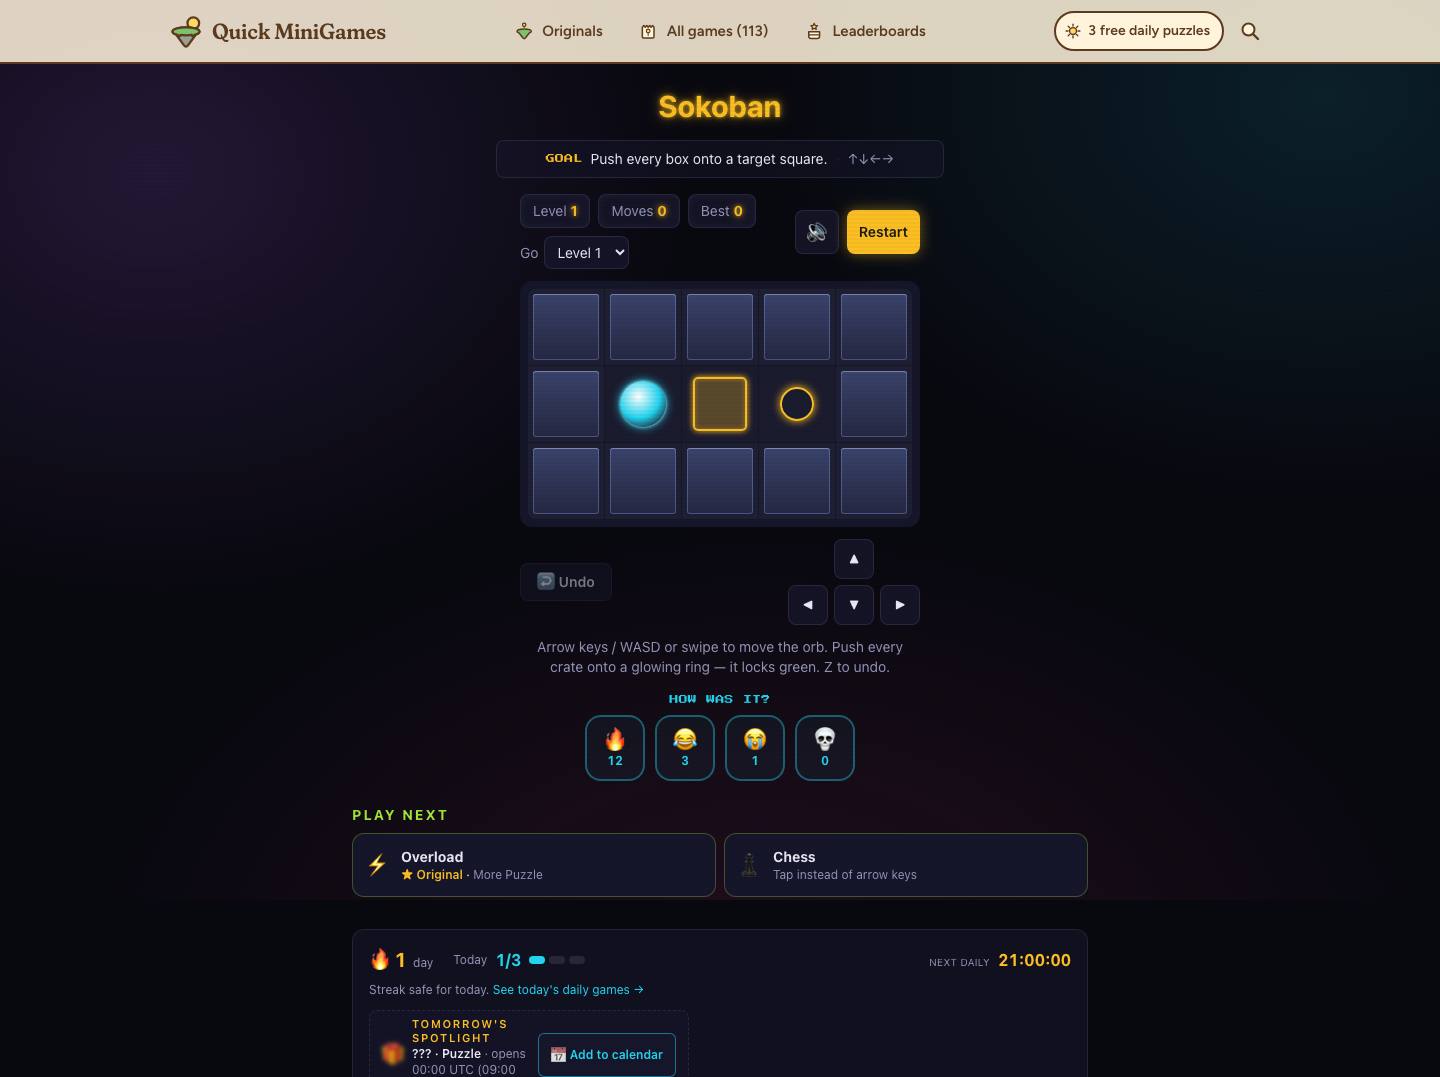 Quick MiniGames
Originals
All games (113)
Leaderboards
3 free daily puzzles
Sokoban
GOAL Push every box onto a target square. · ↑↓←→
Level 1
Moves 0
Best 0
Go Level 1
Restart
Undo
Arrow keys / WASD or swipe to move the orb. Push every
crate onto a glowing ring — it locks green. Z to undo.
HOW WAS IT?
12
3
1
0
PLAY NEXT
Overload
Original · More Puzzle
Chess
Tap instead of arrow keys
1 day
Today 1/3
NEXT DAILY 21:00:00
Streak safe for today. See today's daily games →
TOMORROW'S
SPOTLIGHT
??? · Puzzle · opens
00:00 UTC (09:00
Add to calendar